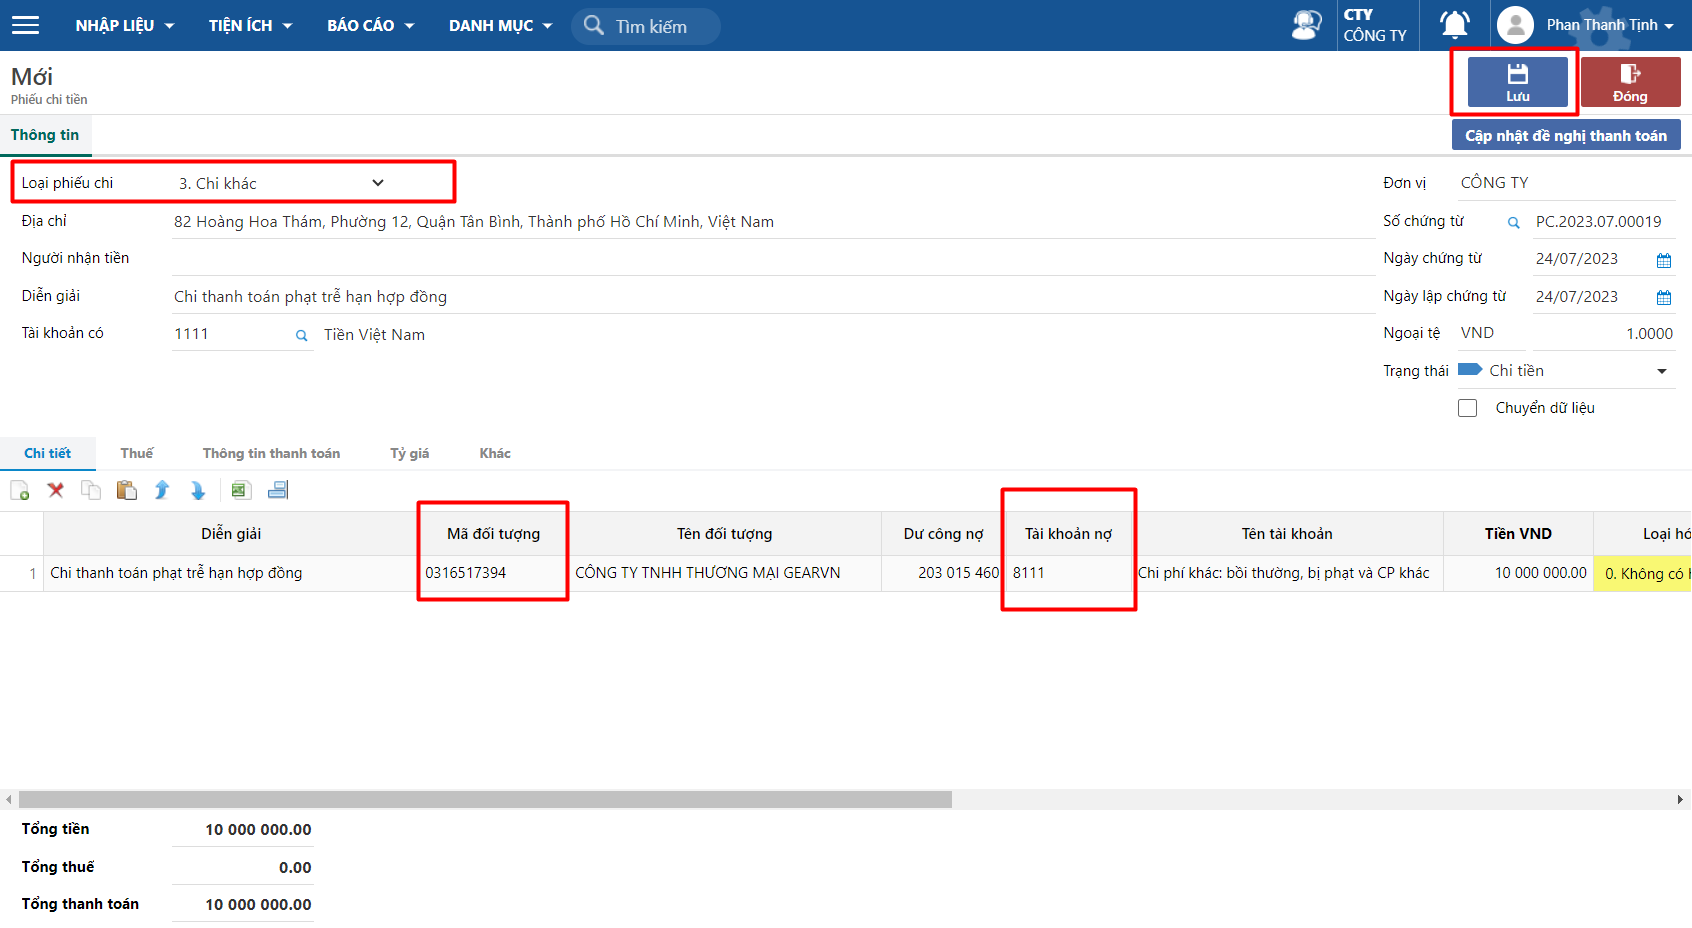 NHẬP LIỆU
TIỆN ÍCH
BÁO CÁO
DANH MỤC
Tìm kiếm
CTY
CÔNG TY
Phan Thanh Tịnh
Mới
Phiếu chi tiền
Lưu
Đóng
Thông tin
Cập nhật đề nghị thanh toán
Loại phiếu chi
3. Chi khác
Đơn vị
CÔNG TY
Địa chỉ
82 Hoàng Hoa Thám, Phường 12, Quận Tân Bình, Thành phố Hồ Chí Minh, Việt Nam
Số chứng từ
PC.2023.07.00019
Người nhận tiền
Ngày chứng từ
24/07/2023
Diễn giải
Chi thanh toán phạt trễ hạn hợp đồng
Ngày lập chứng từ
24/07/2023
Tài khoản có
1111
Tiền Việt Nam
Ngoại tệ
VND
1.0000
Trạng thái
Chi tiền
Chuyển dữ liệu
Chi tiết
Thuế
Thông tin thanh toán
Tỷ giá
Khác
Diễn giải
Mã đối tượng
Tên đối tượng
Dư công nợ
Tài khoản nợ
Tên tài khoản
Tiền VND
Loại hó
1
Chi thanh toán phạt trễ hạn hợp đồng
0316517394
CÔNG TY TNHH THƯƠNG MẠI GEARVN
203 015 460
8111
Chi phí khác: bồi thường, bị phạt và CP khác
10 000 000.00
0. Không có h
Tổng tiền
10 000 000.00
Tổng thuế
0.00
Tổng thanh toán
10 000 000.00